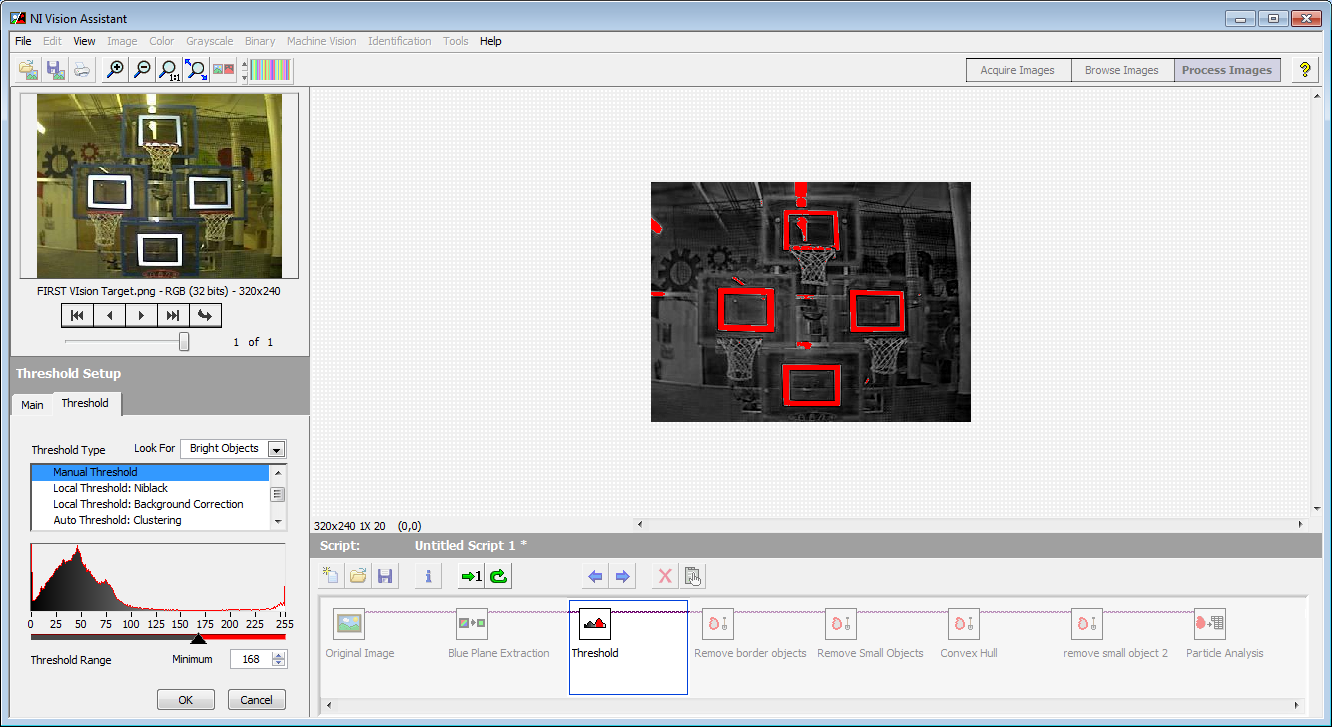 NI Vision Assistant
File Edit View Image Color Grayscale Binary Machine Vision Identification Tools Help
1:1
Acquire Images Browse Images Process Images ?
FIRST VIsion Target.png - RGB (32 bits) - 320x240
1 of 1
Threshold Setup
Main Threshold
Threshold Type Look For Bright Objects
Manual Threshold
Local Threshold: Niblack
Local Threshold: Background Correction
Auto Threshold: Clustering
0 25 50 75 100 125 150 175 200 225 255
Threshold Range Minimum 168
OK Cancel
320x240 1X 20 (0,0)
Script: Untitled Script 1 *
i 1
Original Image Blue Plane Extraction Threshold Remove border objects Remove Small Objects Convex Hull remove small object 2 Particle Analysis